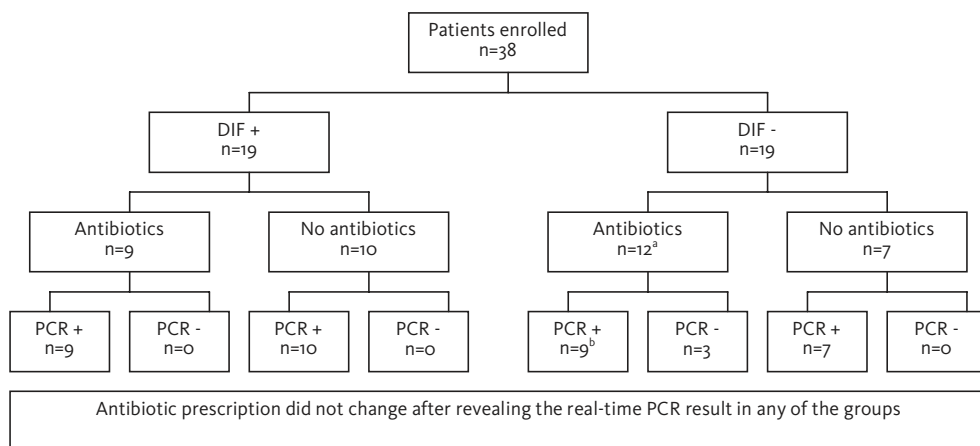 Patients enrolled
n=38
DIF +
n=19
DIF -
n=19
Antibiotics
n=9
No antibiotics
n=10
Antibiotics
n=12ᵃ
No antibiotics
n=7
PCR +
n=9
PCR -
n=0
PCR +
n=10
PCR -
n=0
PCR +
n=9ᵇ
PCR -
n=3
PCR +
n=7
PCR -
n=0
Antibiotic prescription did not change after revealing the real-time PCR result in any of the groups